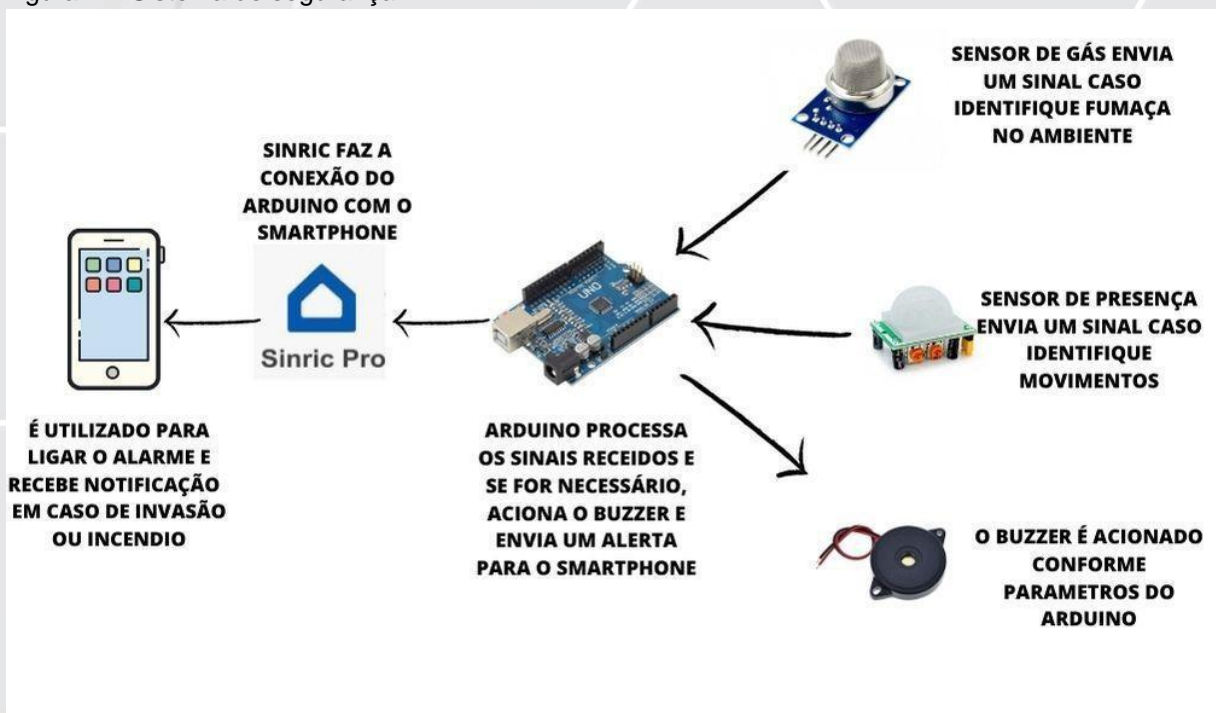 SENSOR DE GÁS ENVIA
UM SINAL CASO
IDENTIFIQUE FUMAÇA
NO AMBIENTE
SINRIC FAZ A
CONEXÃO DO
ARDUINO COM O
SMARTPHONE
Sinric Pro
UNO
SENSOR DE PRESENÇA
ENVIA UM SINAL CASO
IDENTIFIQUE
MOVIMENTOS
É UTILIZADO PARA
LIGAR O ALARME E
RECEBE NOTIFICAÇÃO
EM CASO DE INVASÃO
OU INCENDIO
ARDUINO PROCESSA
OS SINAIS RECEIDOS E
SE FOR NECESSÁRIO,
ACIONA O BUZZER E
ENVIA UM ALERTA
PARA O SMARTPHONE
O BUZZER É ACIONADO
CONFORME
PARAMETROS DO
ARDUINO